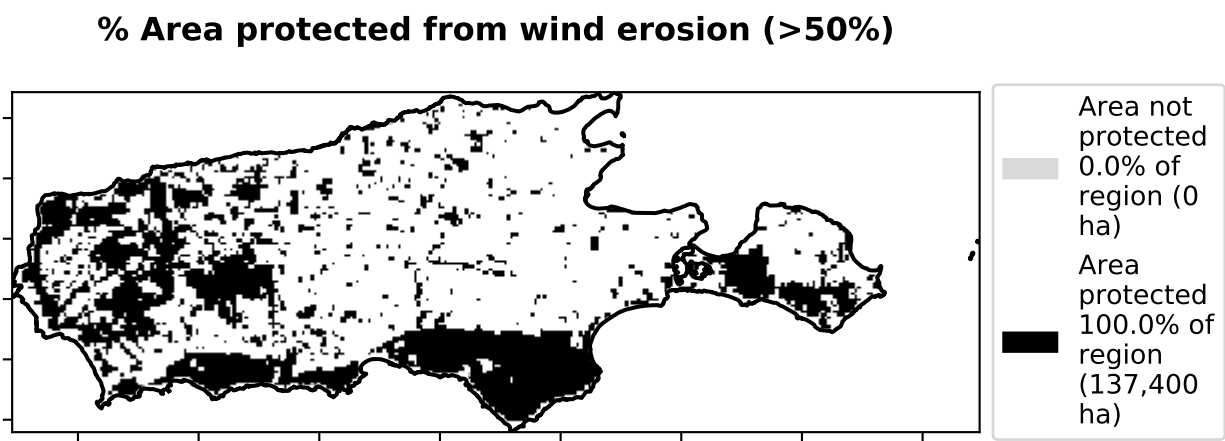 % Area protected from wind erosion (>50%)
Area not
protected
0.0% of
region (0
ha)
Area
protected
100.0% of
region
(137,400
ha)